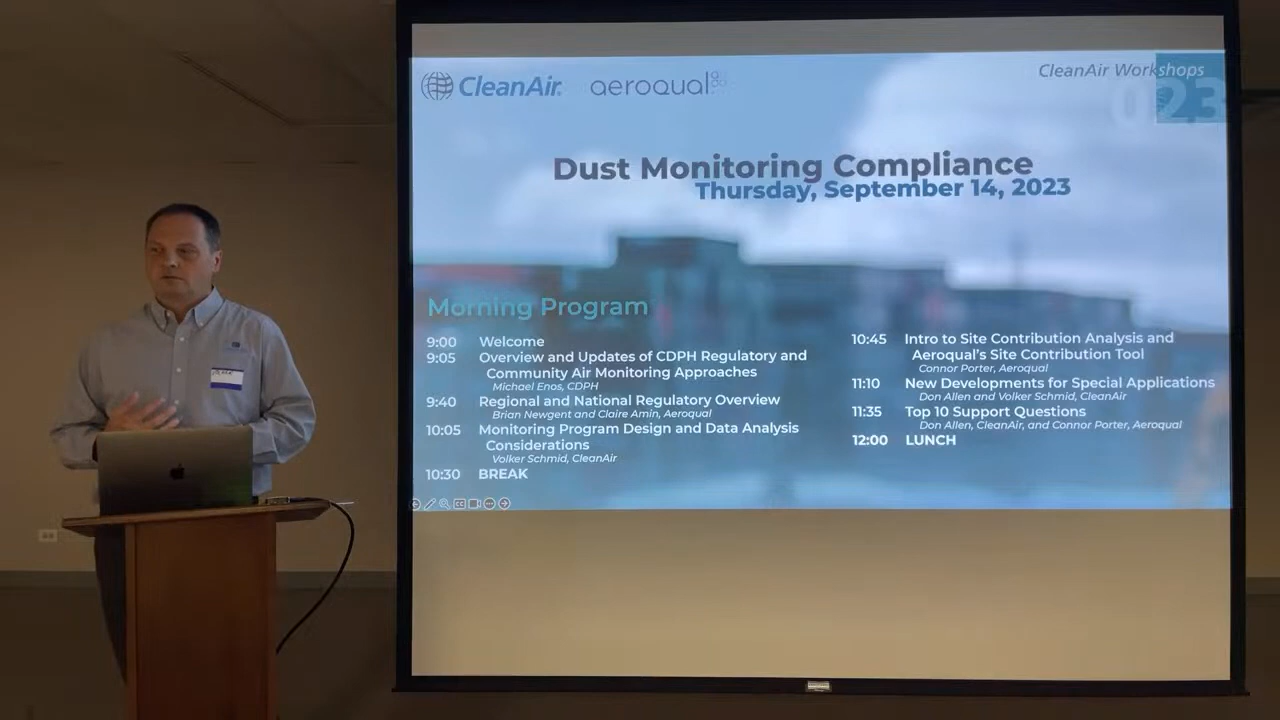 CleanAir
aeroqual
CleanAir Workshops
023
Dust Monitoring Compliance
Thursday, September 14, 2023
Morning Program
9:00 Welcome
9:05 Overview and Updates of CDPH Regulatory and
Community Air Monitoring Approaches
Michael Enos, CDPH
9:40 Regional and National Regulatory Overview
Brian Newgent and Claire Amin, Aeroqual
10:05 Monitoring Program Design and Data Analysis
Considerations
Volker Schmid, CleanAir
10:30 BREAK
10:45 Intro to Site Contribution Analysis and
Aeroqual's Site Contribution Tool
Connor Porter, Aeroqual
11:10 New Developments for Special Applications
Don Allen and Volker Schmid, CleanAir
11:35 Top 10 Support Questions
Don Allen, CleanAir, and Connor Porter, Aeroqual
12:00 LUNCH